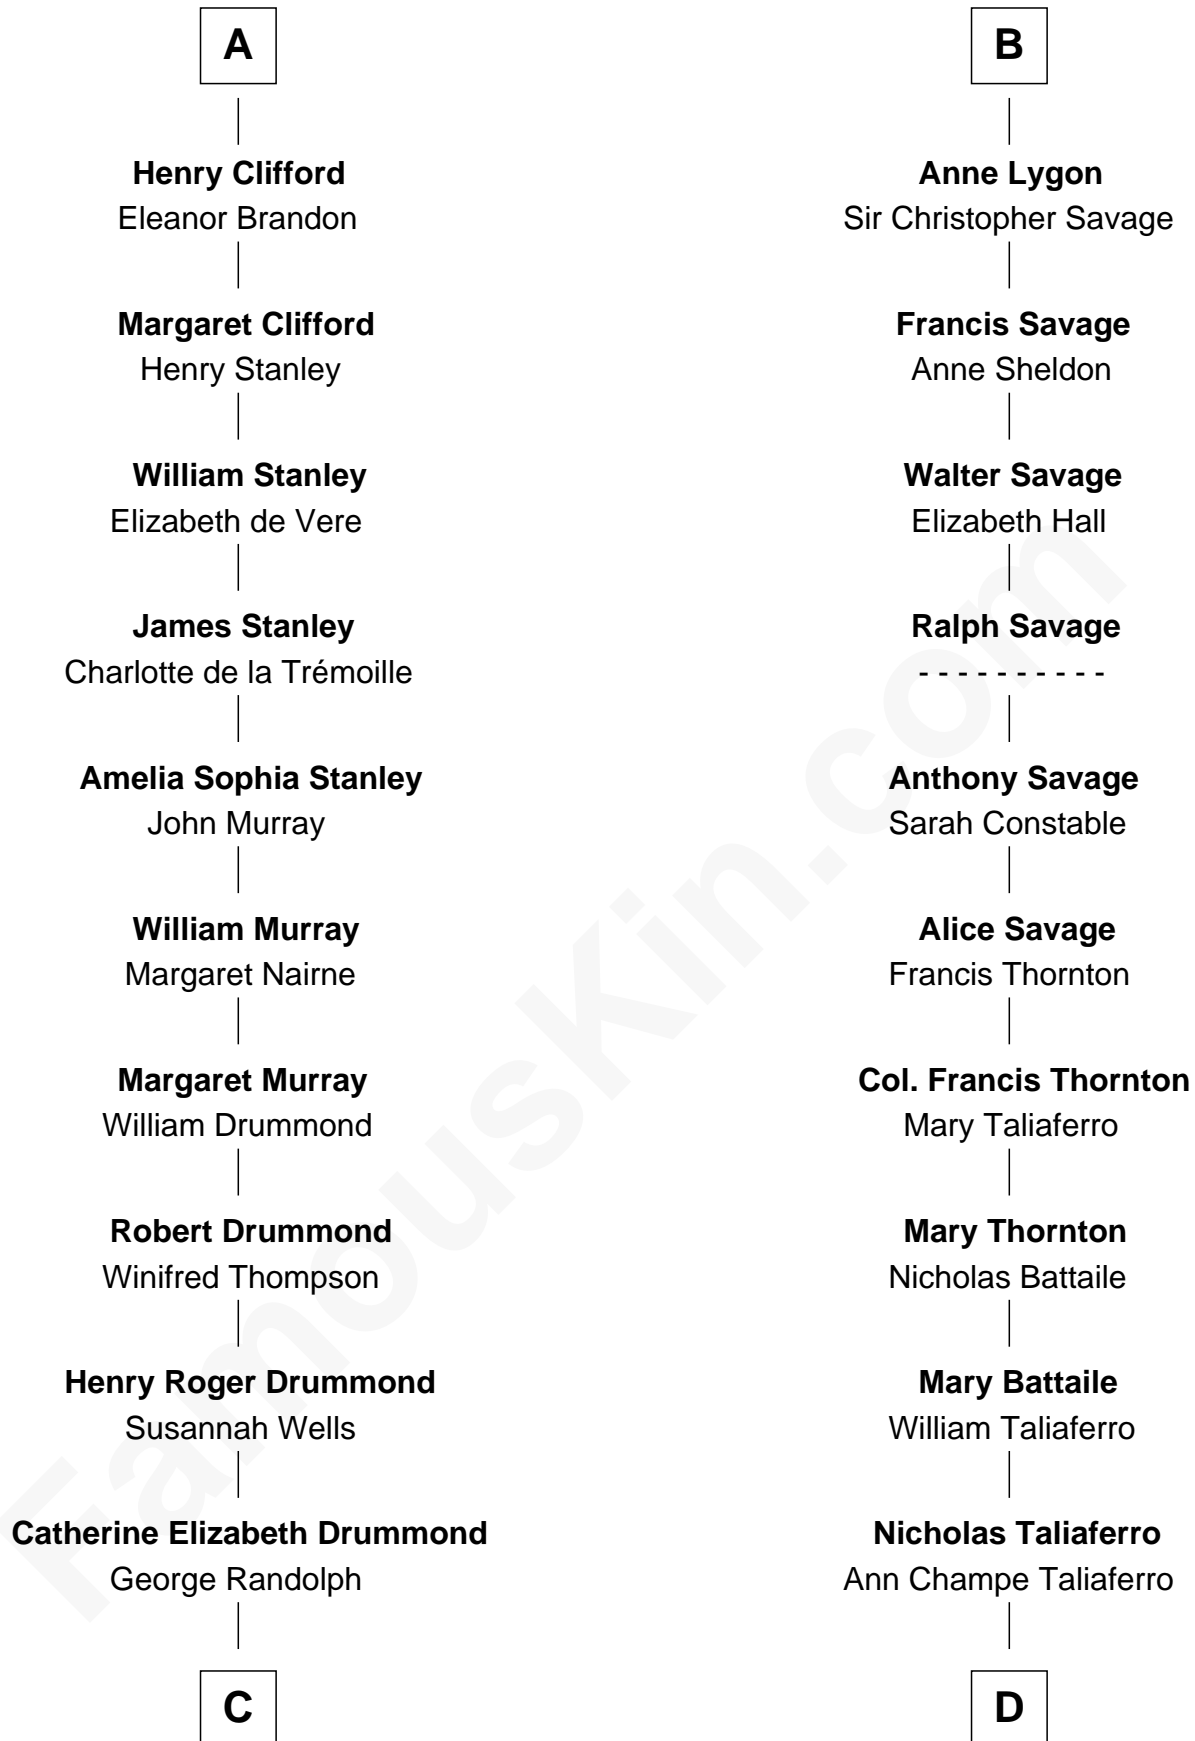 A
Henry Clifford
Eleanor Brandon
Margaret Clifford
Henry Stanley
William Stanley
Elizabeth de Vere
James Stanley
Charlotte de la Trémoille
Amelia Sophia Stanley
John Murray
William Murray
Margaret Nairne
Margaret Murray
William Drummond
Robert Drummond
Winifred Thompson
Henry Roger Drummond
Susannah Wells
Catherine Elizabeth Drummond
George Randolph
C
B
Anne Lygon
Sir Christopher Savage
Francis Savage
Anne Sheldon
Walter Savage
Elizabeth Hall
Ralph Savage
- - - - - - - - - -
Anthony Savage
Sarah Constable
Alice Savage
Francis Thornton
Col. Francis Thornton
Mary Taliaferro
Mary Thornton
Nicholas Battaile
Mary Battaile
William Taliaferro
Nicholas Taliaferro
Ann Champe Taliaferro
D
FamousKin.com